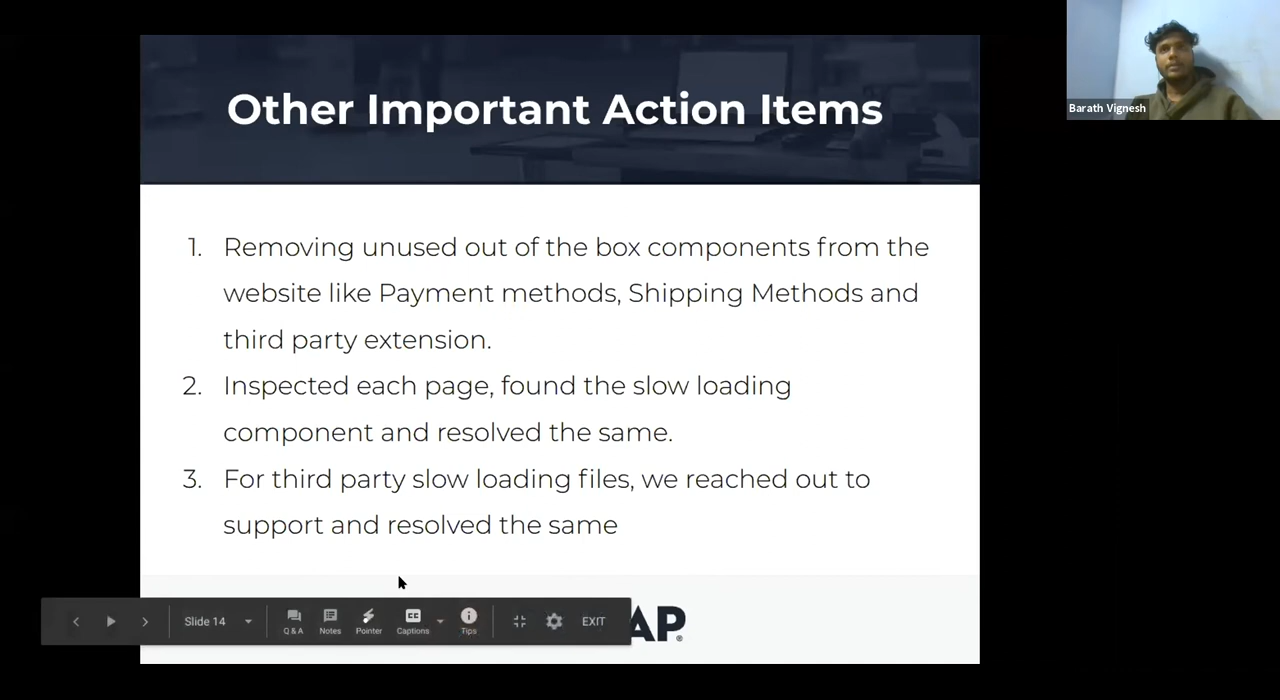 Other Important Action Items
Barath Vignesh
1. Removing unused out of the box components from the
website like Payment methods, Shipping Methods and
third party extension.
2. Inspected each page, found the slow loading
component and resolved the same.
3. For third party slow loading files, we reached out to
support and resolved the same
AP®
Slide 14
Q & A
Notes
Pointer
CC
Captions
Tips
EXIT